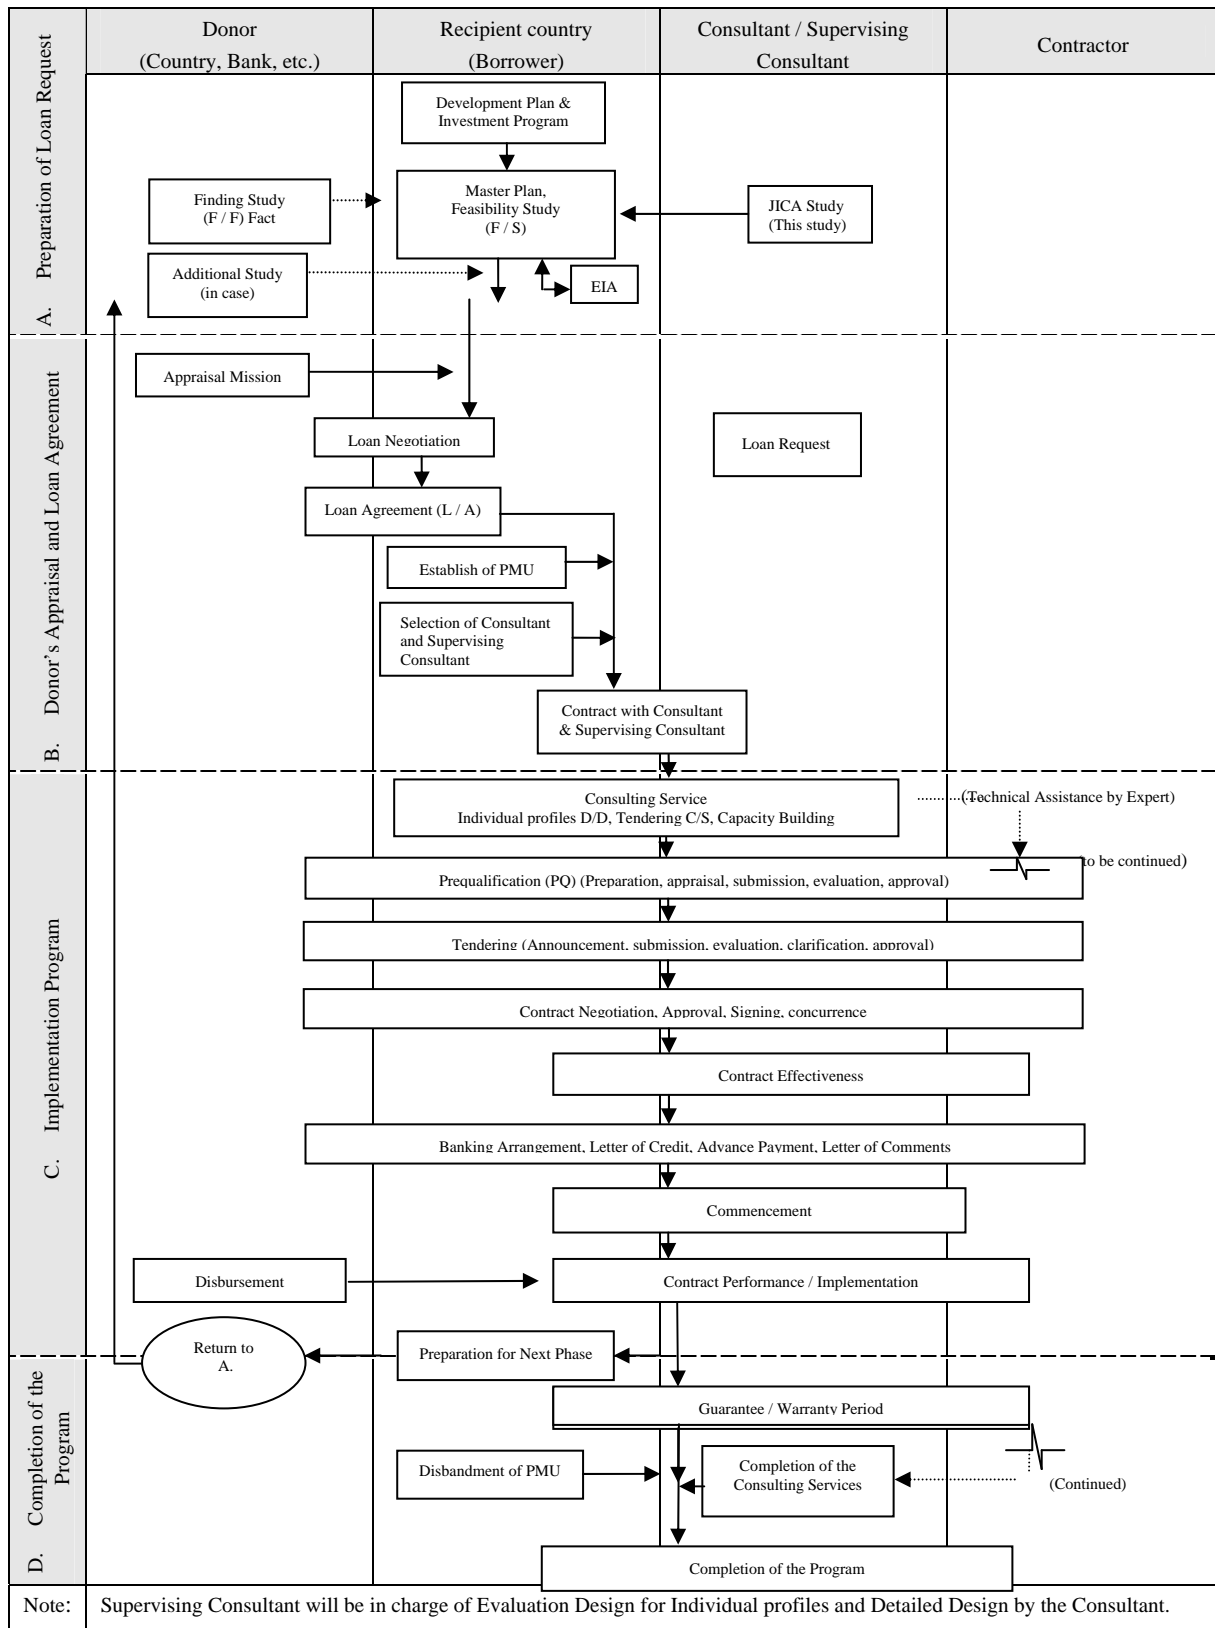 Donor
(Country, Bank, etc.)
Recipient country
(Borrower)
Consultant / Supervising
Consultant
Contractor
A. Preparation of Loan Request
Development Plan &
Investment Program
Finding Study
(F / F) Fact
Master Plan,
Feasibility Study
(F / S)
JICA Study
(This study)
Additional Study
(in case)
EIA
B. Donor's Appraisal and Loan Agreement
Appraisal Mission
Loan Negotiation
Loan Request
Loan Agreement (L / A)
Establish of PMU
Selection of Consultant
and Supervising
Consultant
Contract with Consultant
& Supervising Consultant
C. Implementation Program
Consulting Service
Individual profiles D/D, Tendering C/S, Capacity Building
(Technical Assistance by Expert)
to be continued)
Prequalification (PQ) (Preparation, appraisal, submission, evaluation, approval)
Tendering (Announcement, submission, evaluation, clarification, approval)
Contract Negotiation, Approval, Signing, concurrence
Contract Effectiveness
Banking Arrangement, Letter of Credit, Advance Payment, Letter of Comments
Commencement
Disbursement
Contract Performance / Implementation
Return to
A.
Preparation for Next Phase
D. Completion of the
Program
Guarantee / Warranty Period
Disbandment of PMU
Completion of the
Consulting Services
(Continued)
Completion of the Program
Note:
Supervising Consultant will be in charge of Evaluation Design for Individual profiles and Detailed Design by the Consultant.